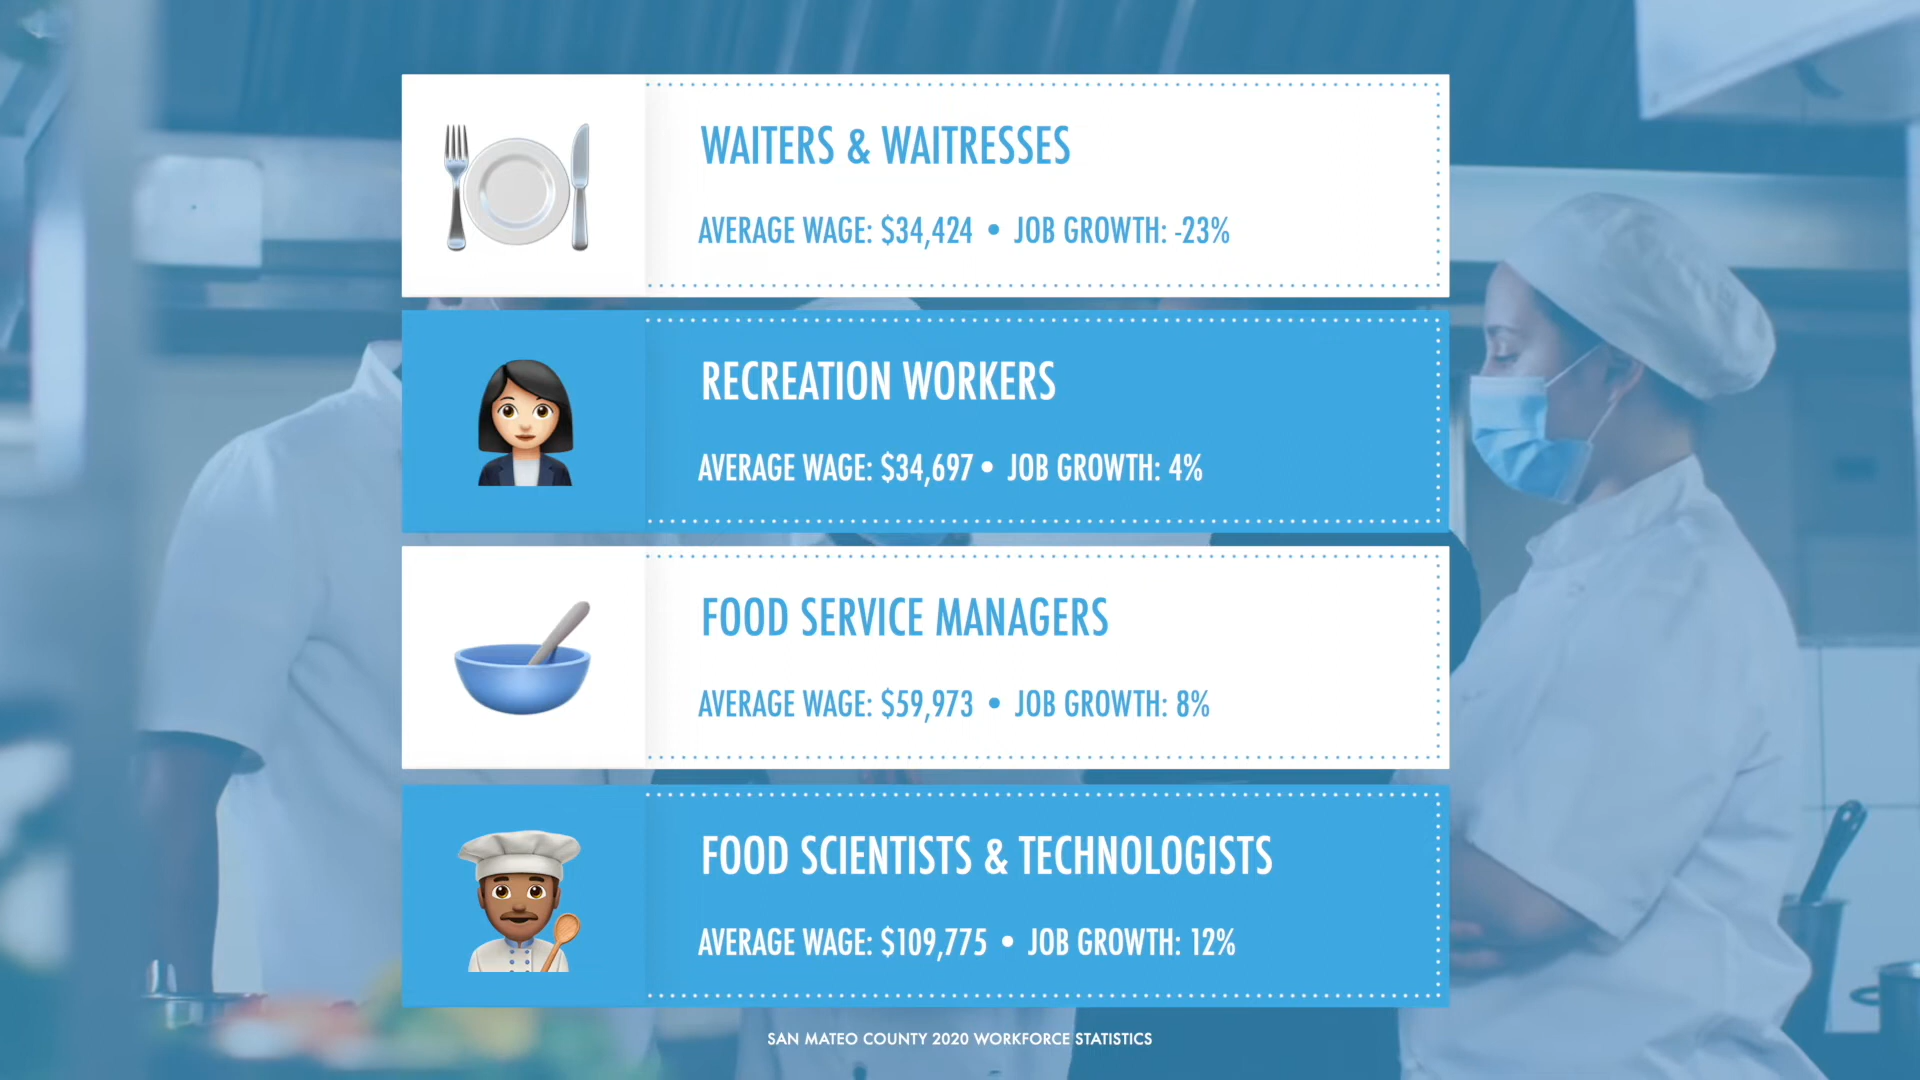 WAITERS & WAITRESSES
AVERAGE WAGE: $34,424 • JOB GROWTH: -23%
RECREATION WORKERS
AVERAGE WAGE: $34,697 • JOB GROWTH: 4%
FOOD SERVICE MANAGERS
AVERAGE WAGE: $59,973 • JOB GROWTH: 8%
FOOD SCIENTISTS & TECHNOLOGISTS
AVERAGE WAGE: $109,775 • JOB GROWTH: 12%
SAN MATEO COUNTY 2020 WORKFORCE STATISTICS